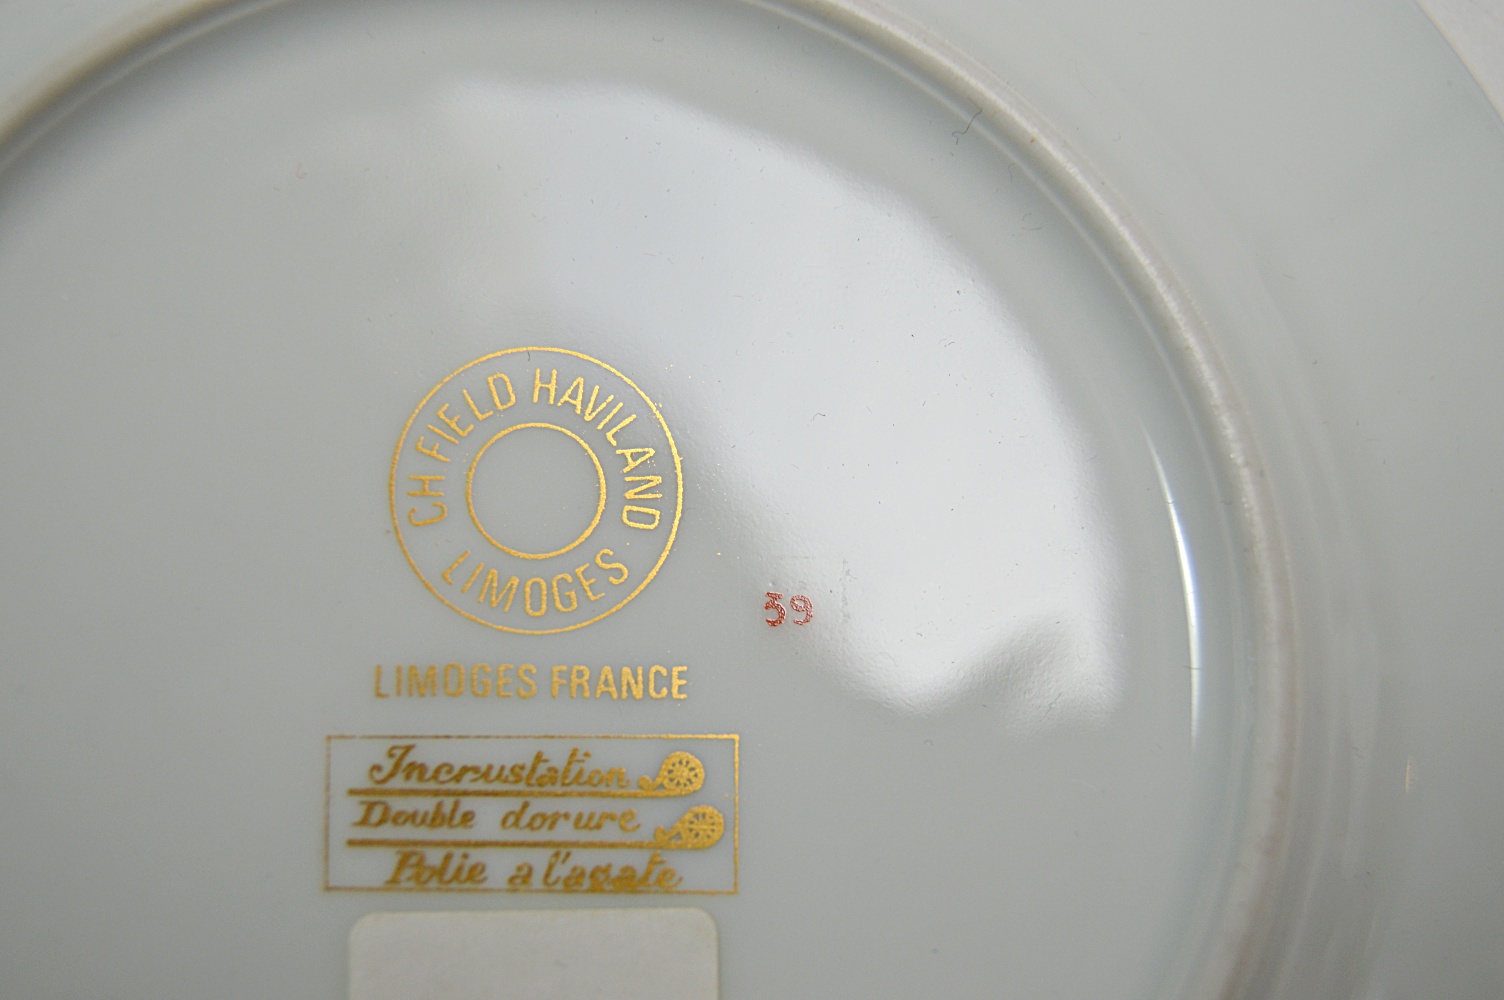 CH FIELD HAVILAND
LIMOGES
39
LIMOGES FRANCE
Incrustation
Double dorure
Polie a l'agate